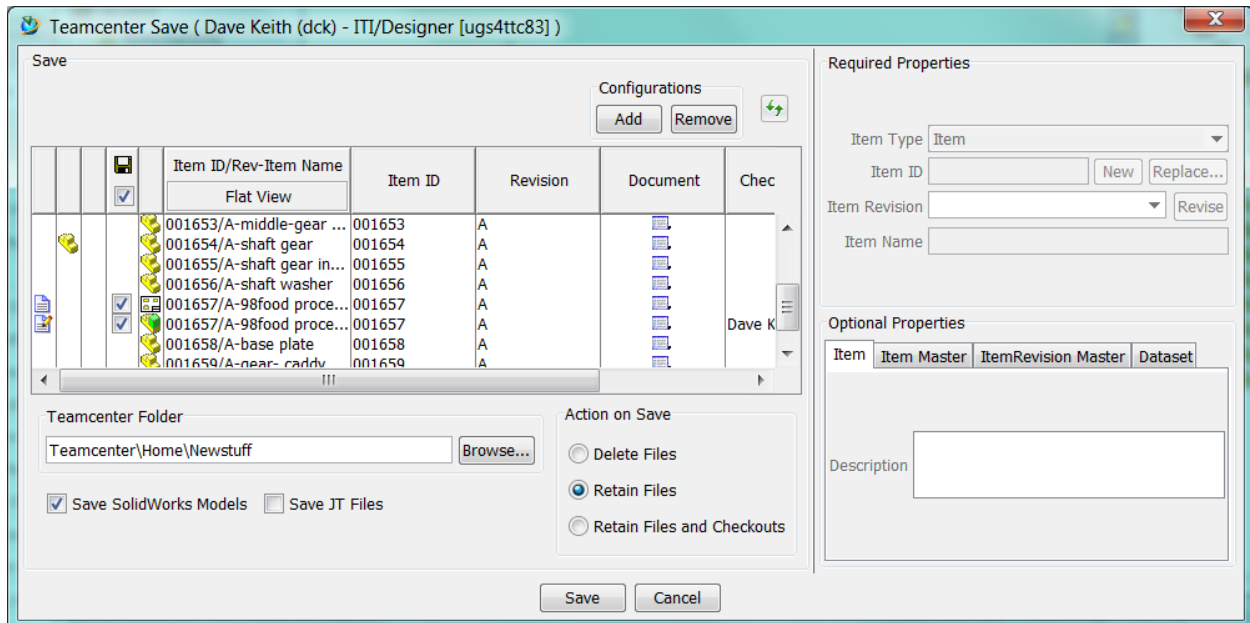 Teamcenter Save ( Dave Keith (dck) - ITI/Designer [ugs4ttc83] )
Save
Configurations
Add Remove
Item ID/Rev-Item Name Item ID Revision Document Chec
Flat View
001653/A-middle-gear ... 001653 A
001654/A-shaft gear 001654 A
001655/A-shaft gear in... 001655 A
001656/A-shaft washer 001656 A
001657/A-98food proce... 001657 A
001657/A-98food proce... 001657 A Dave K
001658/A-base plate 001658 A
001659/A-gear- caddy 001659 A
Teamcenter Folder
Teamcenter\Home\Newstuff Browse...
Save SolidWorks Models Save JT Files
Action on Save
Delete Files
Retain Files
Retain Files and Checkouts
Required Properties
Item Type Item
Item ID New Replace...
Item Revision Revise
Item Name
Optional Properties
Item Item Master ItemRevision Master Dataset
Description
Save Cancel